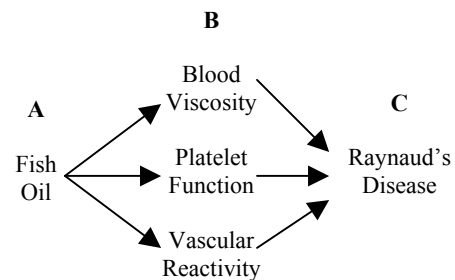 B
Blood
Viscosity
A
C
Fish
Oil
Platelet
Function
Raynaud's
Disease
Vascular
Reactivity